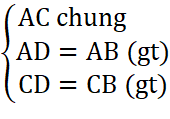 AC chung
AD = AB (gt)
CD = CB (gt)